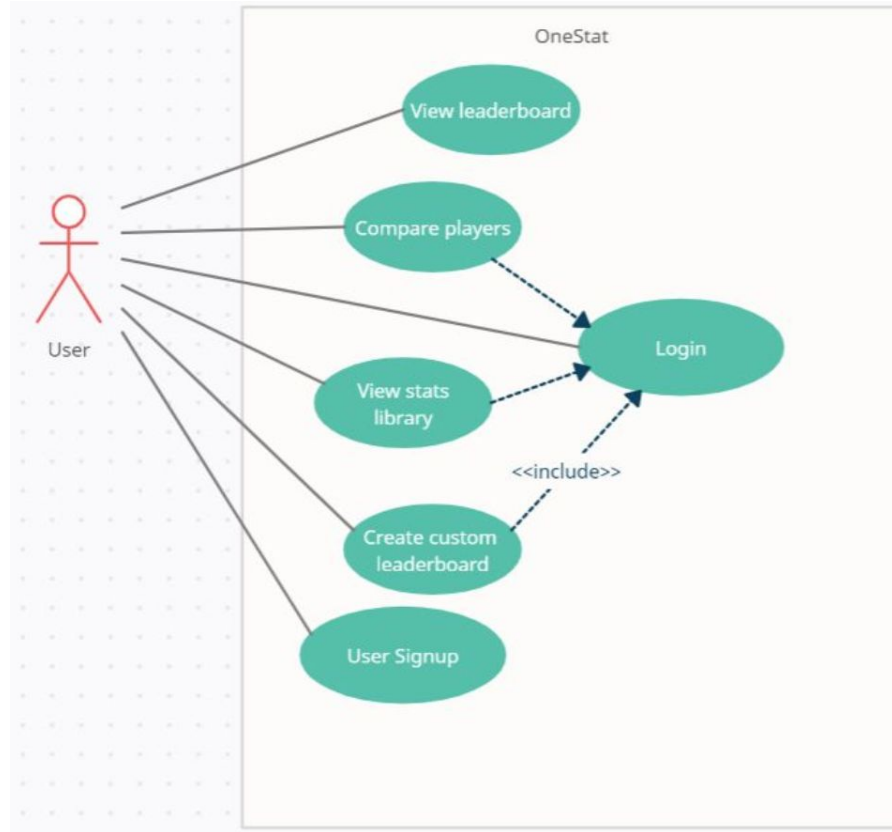 OneStat
View leaderboard
Compare players
Login
User
View stats
library
<<include>>
Create custom
leaderboard
User Signup